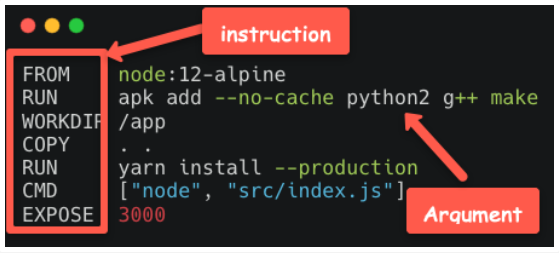 instruction
FROM node:12-alpine
RUN apk add --no-cache python2 g++ make
WORKDIR /app
COPY . .
RUN yarn install --production
CMD ["node", "src/index.js"]
EXPOSE 3000
Argument